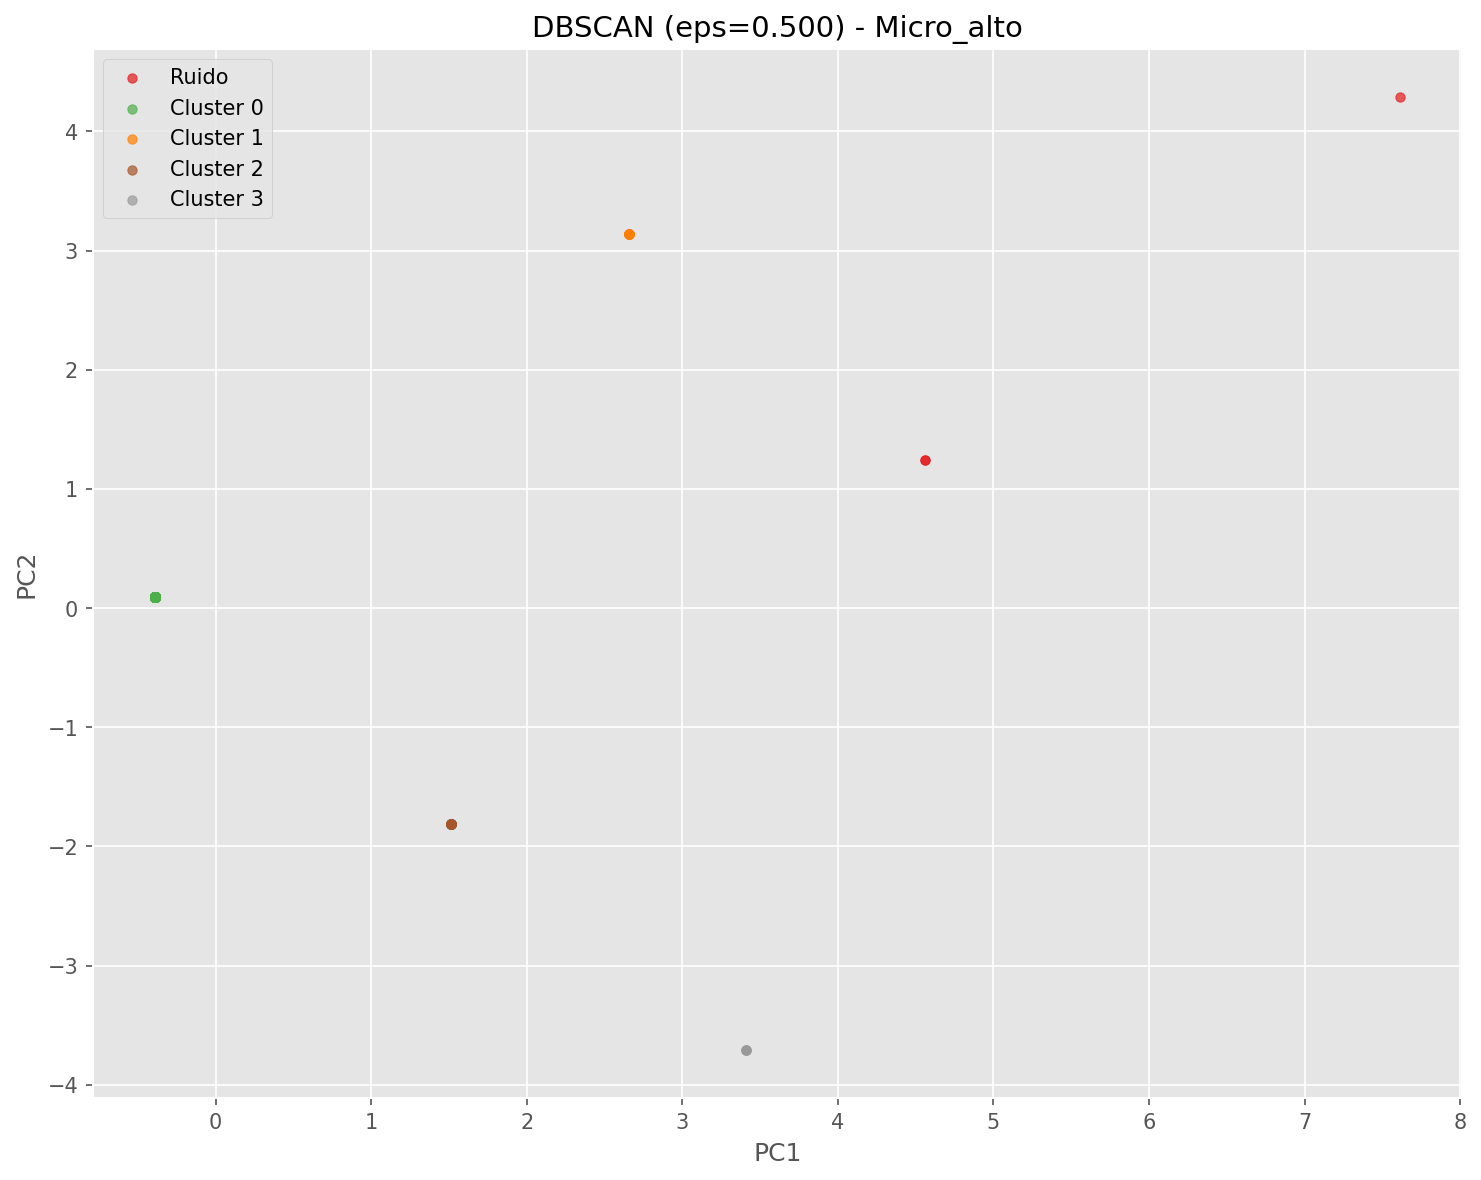 DBSCAN (eps=0.500) - Micro_alto
Ruido
Cluster 0
Cluster 1
Cluster 2
Cluster 3
4
3
2
1
0
−1
−2
−3
−4
PC2
0 1 2 3 4 5 6 7 8
PC1